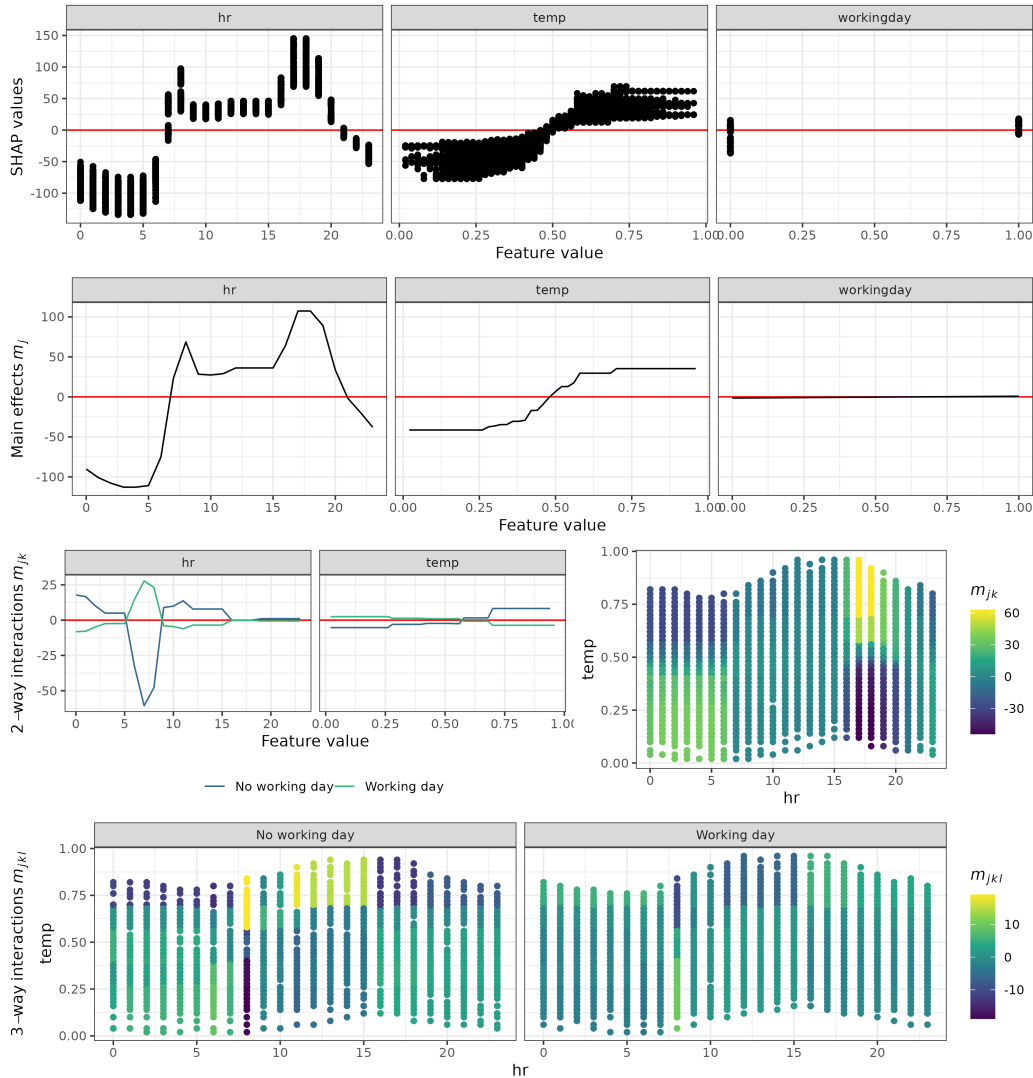 hr temp workingday
SHAP values
150
100
50
0
-50
-100
0 5 10 15 20 0.00 0.25 0.50 0.75 1.00 0.00 0.25 0.50 0.75 1.00
Feature value
hr temp workingday
Main effects mj
100
50
0
-50
-100
0 5 10 15 20 0.00 0.25 0.50 0.75 1.00 0.00 0.25 0.50 0.75 1.00
Feature value
2−way interactions mjk
hr temp
25
0
-25
-50
0 5 10 15 20 0.00 0.25 0.50 0.75 1.00
Feature value
No working day Working day
temp
1.00
0.75
0.50
0.25
0.00
0 5 10 15 20
hr
mjk
60
30
0
-30
3−way interactions mjkl
No working day Working day
temp
1.00
0.75
0.50
0.25
0.00
0 5 10 15 20 0 5 10 15 20
hr
mjkl
10
0
-10